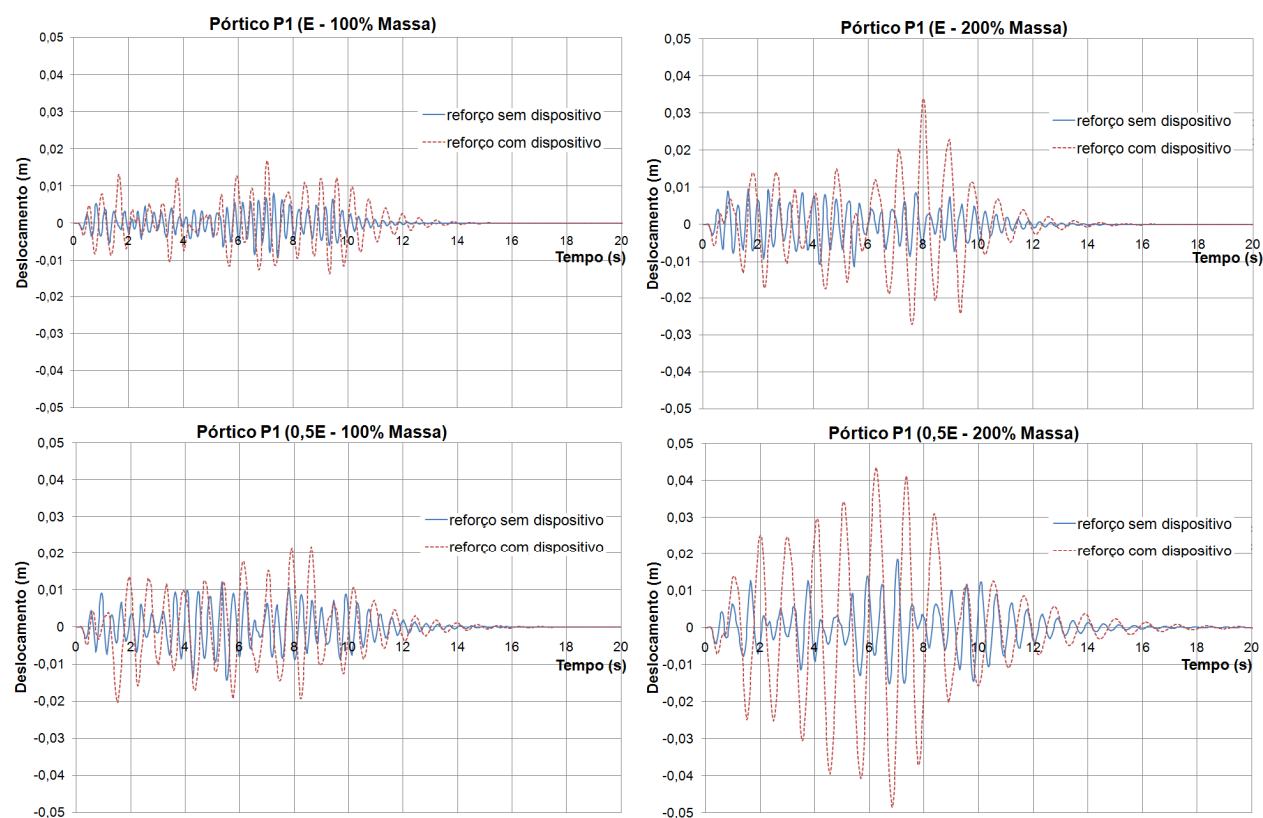 Pórtico P1 (E - 100% Massa)
0,05
0,04
0,03
0,02
0,01
0
-0,01
-0,02
-0,03
-0,04
-0,05
Deslocamento (m)
reforço sem dispositivo
reforço com dispositivo
0 2 4 6 8 10 12 14 16 18 20
Tempo (s)
Pórtico P1 (E - 200% Massa)
0,05
0,04
0,03
0,02
0,01
0
-0,01
-0,02
-0,03
-0,04
-0,05
Deslocamento (m)
reforço sem dispositivo
reforço com dispositivo
0 2 4 6 8 10 12 14 16 18 20
Tempo (s)
Pórtico P1 (0,5E - 100% Massa)
0,05
0,04
0,03
0,02
0,01
0
-0,01
-0,02
-0,03
-0,04
-0,05
Deslocamento (m)
reforço sem dispositivo
reforço com dispositivo
0 2 4 6 8 10 12 14 16 18 20
Tempo (s)
Pórtico P1 (0,5E - 200% Massa)
0,05
0,04
0,03
0,02
0,01
0
-0,01
-0,02
-0,03
-0,04
-0,05
Deslocamento (m)
reforço sem dispositivo
reforço com dispositivo
0 2 4 6 8 10 12 14 16 18 20
Tempo (s)